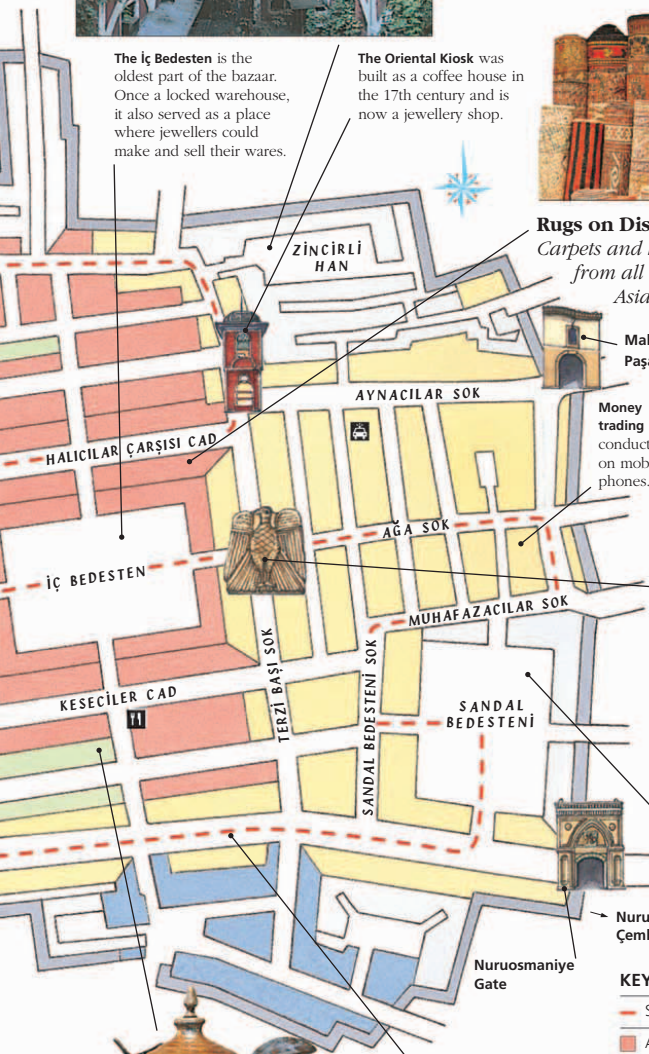 The İç Bedesten is the
oldest part of the bazaar.
Once a locked warehouse,
it also served as a place
where jewellers could
make and sell their wares.
The Oriental Kiosk was
built as a coffee house in
the 17th century and is
now a jewellery shop.
Rugs on Dis
Carpets and
from all
Asia
ZİNCİRLİ
HAN
Mal
Paşa
AYNACILAR SOK
Money
trading
conduct
on mob
phones.
HALICILAR ÇARŞISI CAD
AĞA SOK
İÇ BEDESTEN
MUHAFAZACILAR SOK
KESECİLER CAD
TERZİ BAŞI SOK
SANDAL BEDESTENİ SOK
SANDAL
BEDESTENİ
Nuru
Çeml
Nuruosmaniye
Gate
KEY
S
A